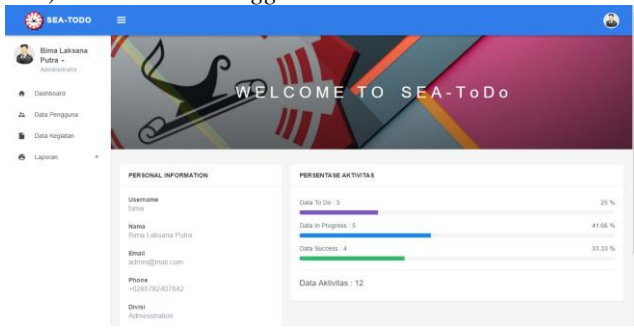 SEA-TODO
Bima Laksana
Putra -
Administrator
Dashboard
Data Pengguna
Data Kegiatan
Laporan
WELCOME TO SEA-ToDo
PERSONAL INFORMATION
Username
bima
Nama
Bima Laksana Putra
Email
admin@mail.com
Phone
+6285782407842
Divisi
Administration
PERSENTASE AKTIVITAS
Data To Do : 3
25 %
Data In Progress : 5
41.66 %
Data Success : 4
33.33 %
Data Aktivitas : 12